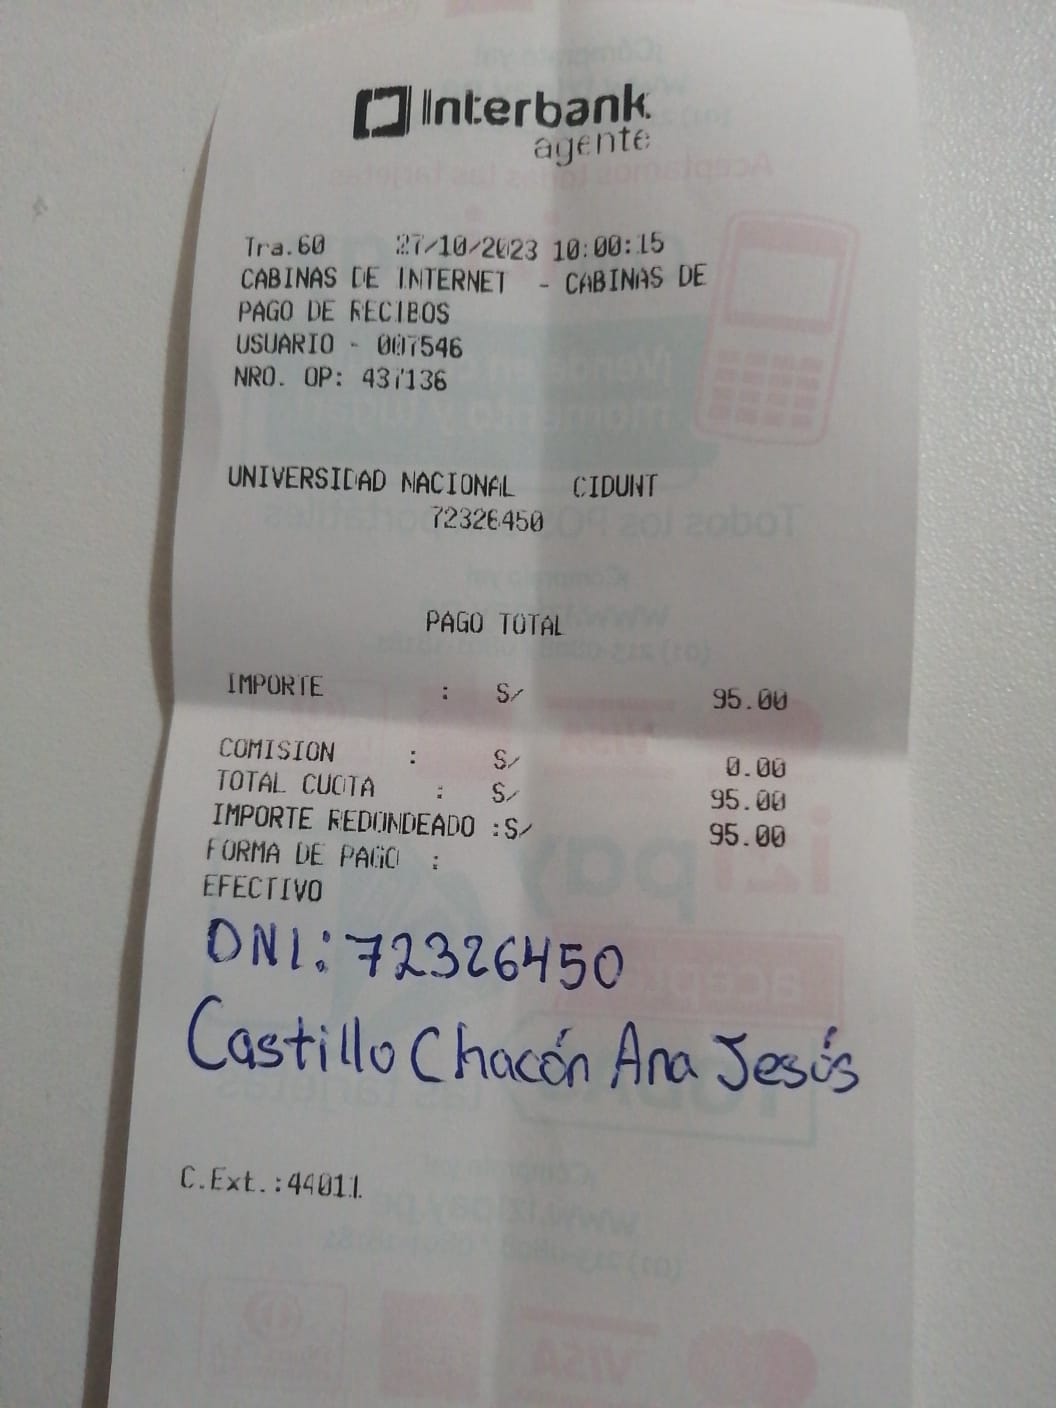 Interbank
agente
Tra.60 27/10/2023 10:00:15
CABINAS DE INTERNET - CABINAS DE
PAGO DE RECIBOS
USUARIO - 007546
NRO. OP: 437136
UNIVERSIDAD NACIONAL CIDUNT
72326450
PAGO TOTAL
IMPORTE : S/ 95.00
COMISION : S/ 0.00
TOTAL CUOTA : S/ 95.00
IMPORTE REDONDEADO :S/ 95.00
FORMA DE PAGO :
EFECTIVO
DNI: 72326450
Castillo Chacón Ana Jesús
C.Ext.:44011